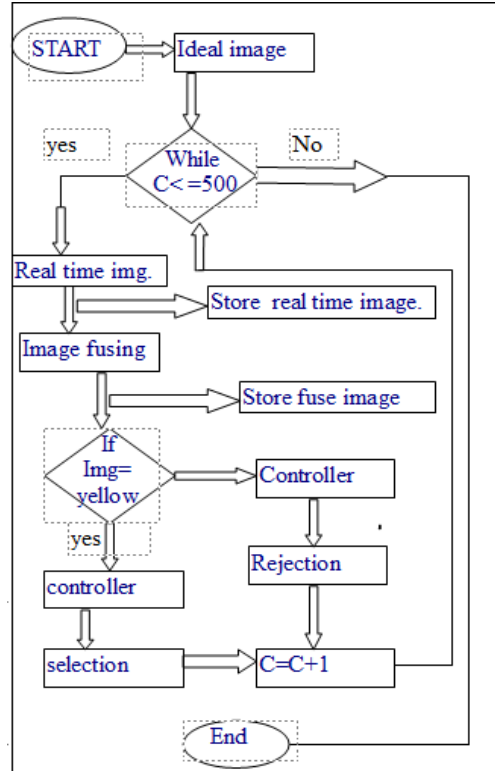 START
Ideal image
yes
No
While
C< =500
Real time img.
Store real time image.
Image fusing
Store fuse image
If
Img=
yellow
Controller
yes
Rejection
controller
selection
C=C+1
End